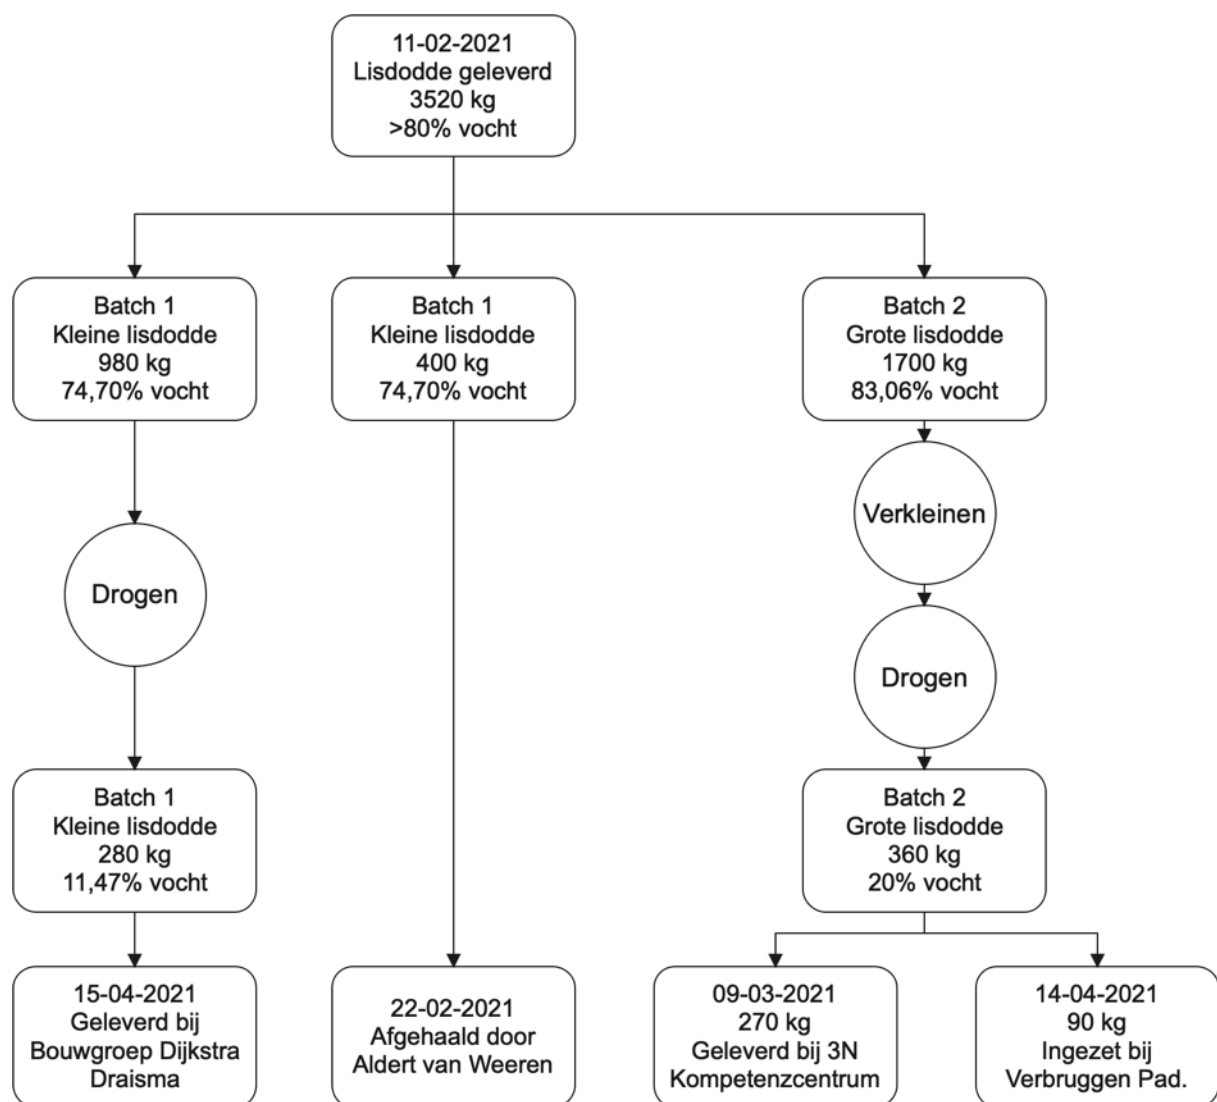 11-02-2021
Lisdodde geleverd
3520 kg
>80% vocht
Batch 1
Kleine lisdodde
980 kg
74,70% vocht
Batch 1
Kleine lisdodde
400 kg
74,70% vocht
Batch 2
Grote lisdodde
1700 kg
83,06% vocht
Verkleinen
Drogen
Drogen
Batch 1
Kleine lisdodde
280 kg
11,47% vocht
Batch 2
Grote lisdodde
360 kg
20% vocht
15-04-2021
Geleverd bij
Bouwgroep Dijkstra
Draisma
22-02-2021
Afgehaald door
Aldert van Weeren
09-03-2021
270 kg
Geleverd bij 3N
Kompetenzcentrum
14-04-2021
90 kg
Ingezet bij
Verbruggen Pad.